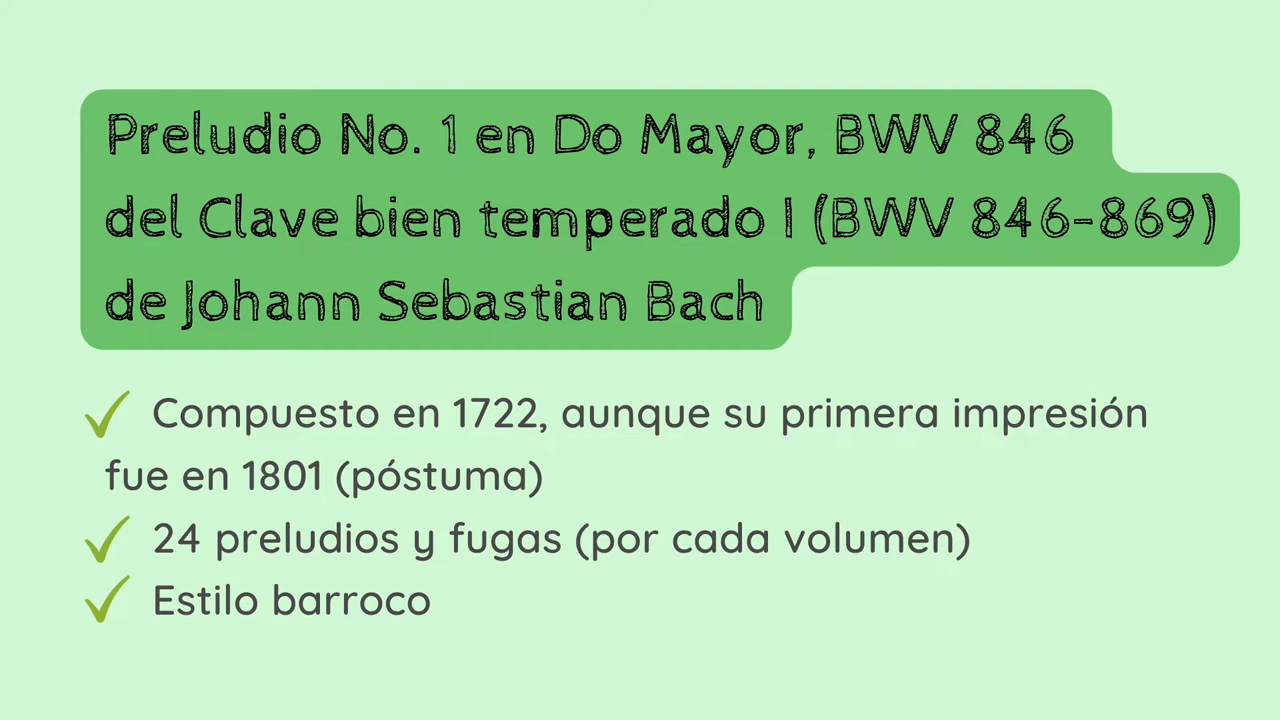 Preludio No. 1 en Do Mayor, BWV 846
del Clave bien temperado I (BWV 846-869)
de Johann Sebastian Bach
✓ Compuesto en 1722, aunque su primera impresión
fue en 1801 (póstuma)
✓ 24 preludios y fugas (por cada volumen)
✓ Estilo barroco